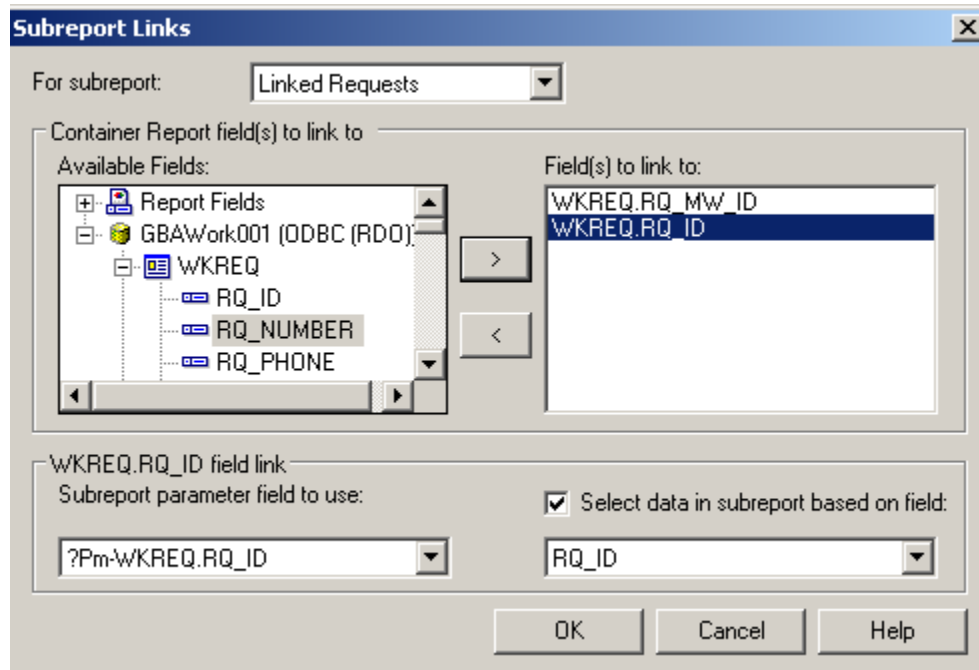 Subreport Links
For subreport:
Linked Requests
Container Report field(s) to link to
Available Fields:
Report Fields
GBAWork001 (ODBC (RDO))
WKREQ
RQ_ID
RQ_NUMBER
RQ_PHONE
>
<
Field(s) to link to:
WKREQ.RQ_MW_ID
WKREQ.RQ_ID
WKREQ.RQ_ID field link
Subreport parameter field to use:
?Pm-WKREQ.RQ_ID
Select data in subreport based on field:
RQ_ID
OK
Cancel
Help